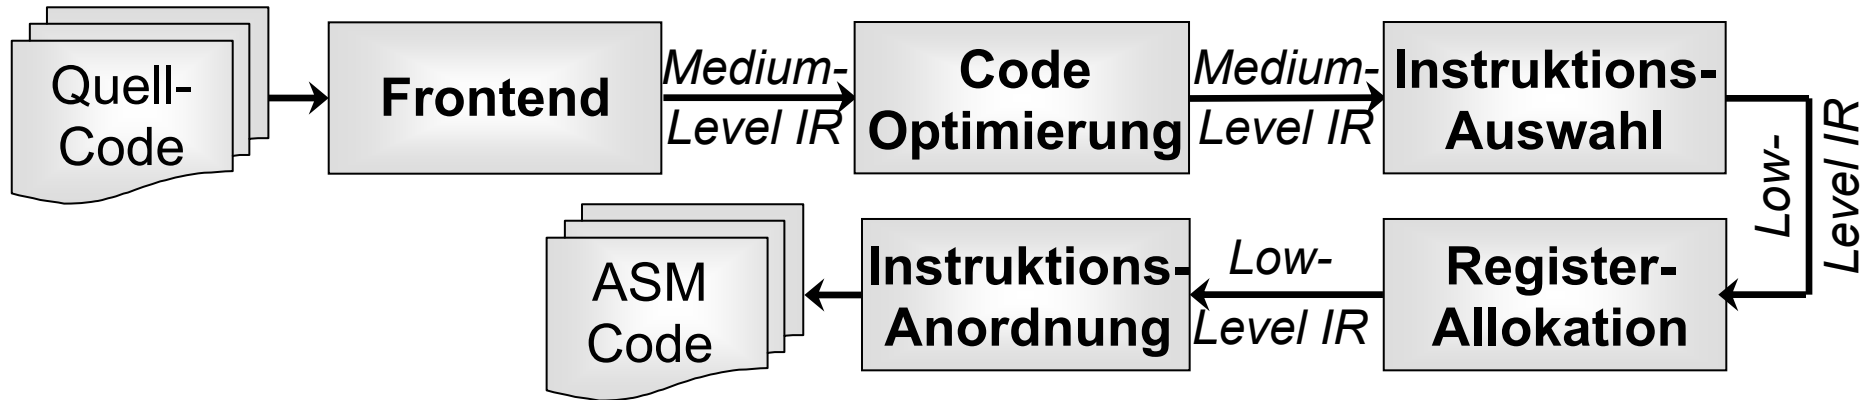 Quell-
Code
Frontend
Medium-
Level IR
Code
Optimierung
Medium-
Level IR
Instruktions-
Auswahl
Low-
Level IR
Register-
Allokation
Low-
Level IR
Instruktions-
Anordnung
ASM
Code